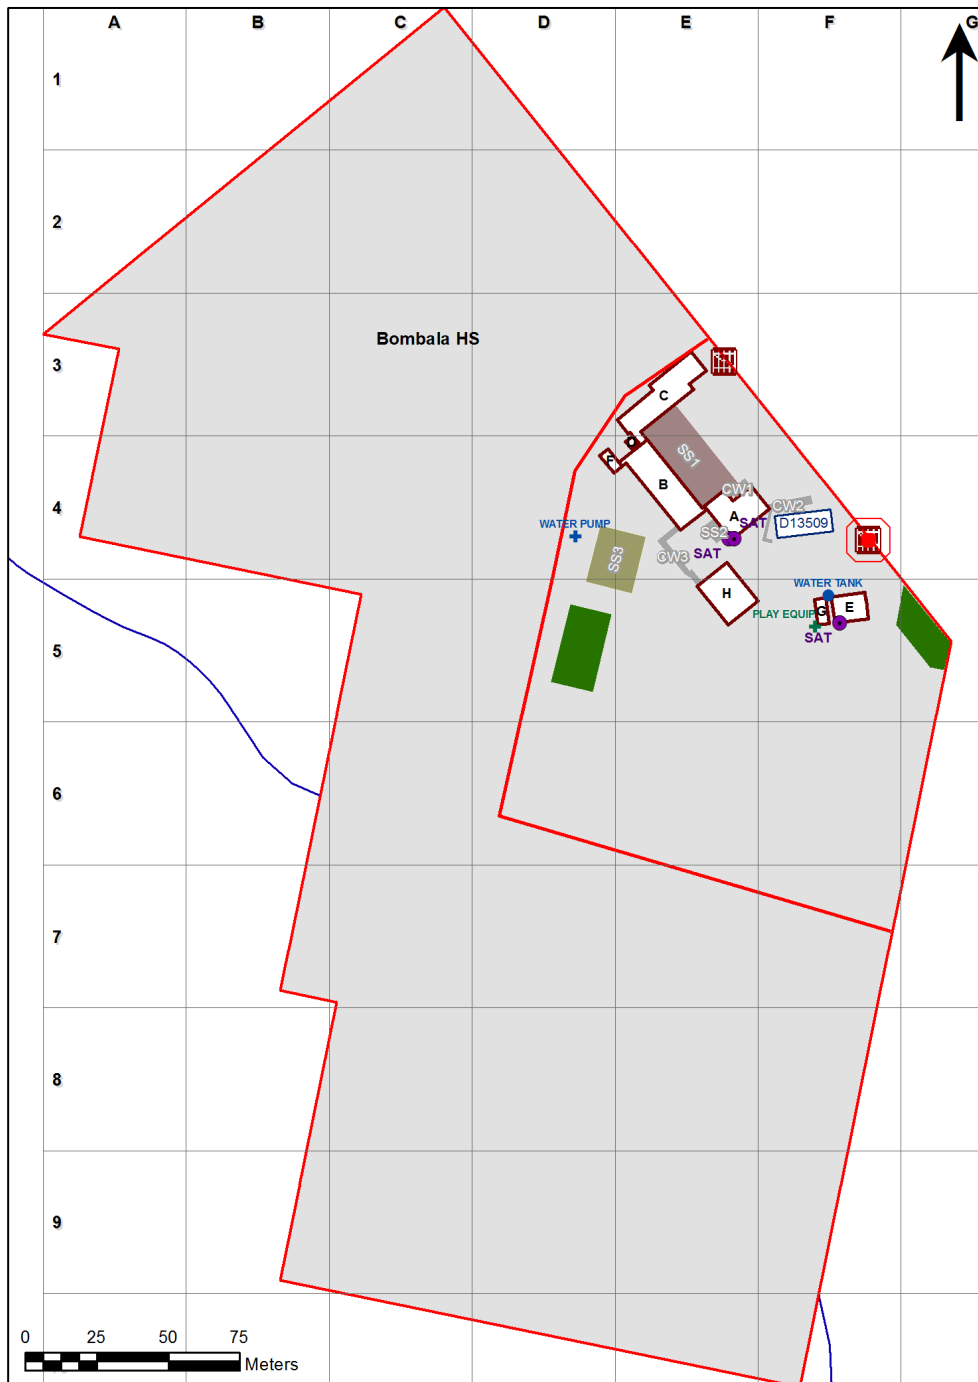 A B C D E F G
1
2
Bombala HS
3
C
D
F
SS1
B
4
CW1
CW2
A
SAT
D13509
WATER PUMP
SS2
SS3
CW3
SAT
WATER TANK
H
PLAY EQUIP
G
E
SAT
5
6
7
8
9
0 25 50 75
Meters